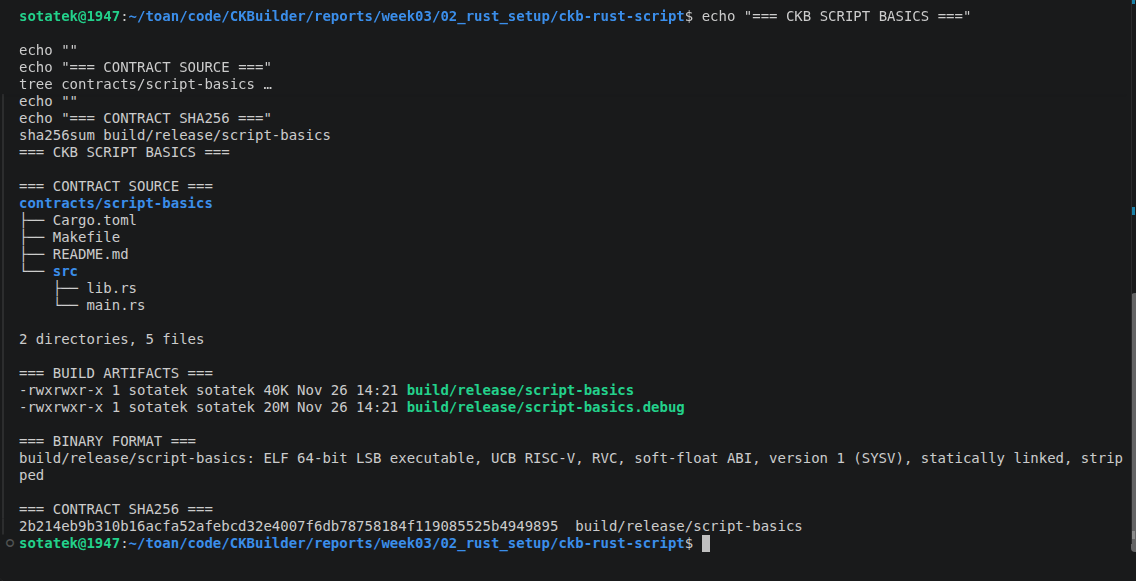 sotatek@1947:~/toan/code/CKBuilder/reports/week03/02_rust_setup/ckb-rust-script$ echo "=== CKB SCRIPT BASICS ==="

echo ""
echo "=== CONTRACT SOURCE ==="
tree contracts/script-basics …
echo ""
echo "=== CONTRACT SHA256 ==="
sha256sum build/release/script-basics
=== CKB SCRIPT BASICS ===

=== CONTRACT SOURCE ===
contracts/script-basics
├── Cargo.toml
├── Makefile
├── README.md
└── src
    ├── lib.rs
    └── main.rs

2 directories, 5 files

=== BUILD ARTIFACTS ===
-rwxrwxr-x 1 sotatek sotatek 40K Nov 26 14:21 build/release/script-basics
-rwxrwxr-x 1 sotatek sotatek 20M Nov 26 14:21 build/release/script-basics.debug

=== BINARY FORMAT ===
build/release/script-basics: ELF 64-bit LSB executable, UCB RISC-V, RVC, soft-float ABI, version 1 (SYSV), statically linked, strip
ped

=== CONTRACT SHA256 ===
2b214eb9b310b16acfa52afebcd32e4007f6db78758184f119085525b4949895  build/release/script-basics
sotatek@1947:~/toan/code/CKBuilder/reports/week03/02_rust_setup/ckb-rust-script$